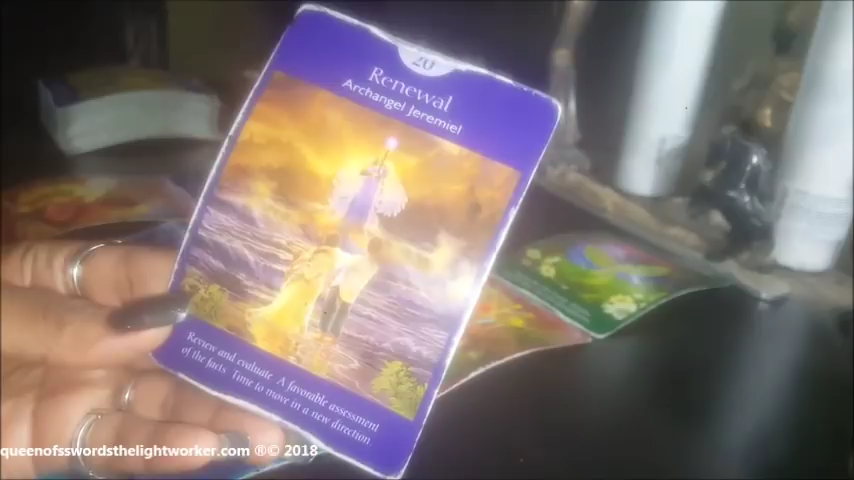 20
Renewal
Archangel Jeremiel
Review and evaluate A favorable assessment
of the facts Time to move in a new direction
queenofsswordsthelightworker.com ®© 2018